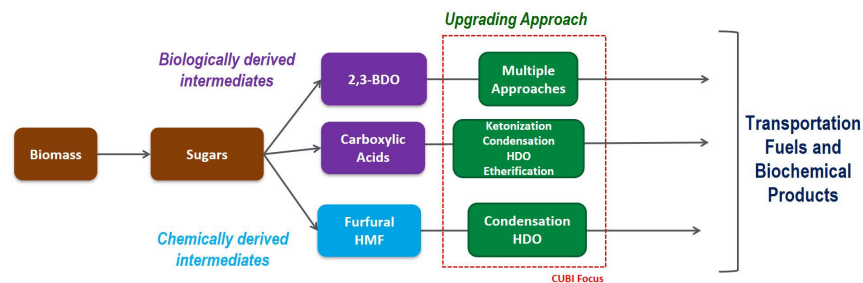 Upgrading Approach
Biologically derived
intermediates
2,3-BDO
Multiple
Approaches
Biomass
Sugars
Carboxylic
Acids
Ketonization
Condensation
HDO
Etherification
Transportation
Fuels and
Biochemical
Products
Chemically derived
intermediates
Furfural
HMF
Condensation
HDO
CUBI Focus